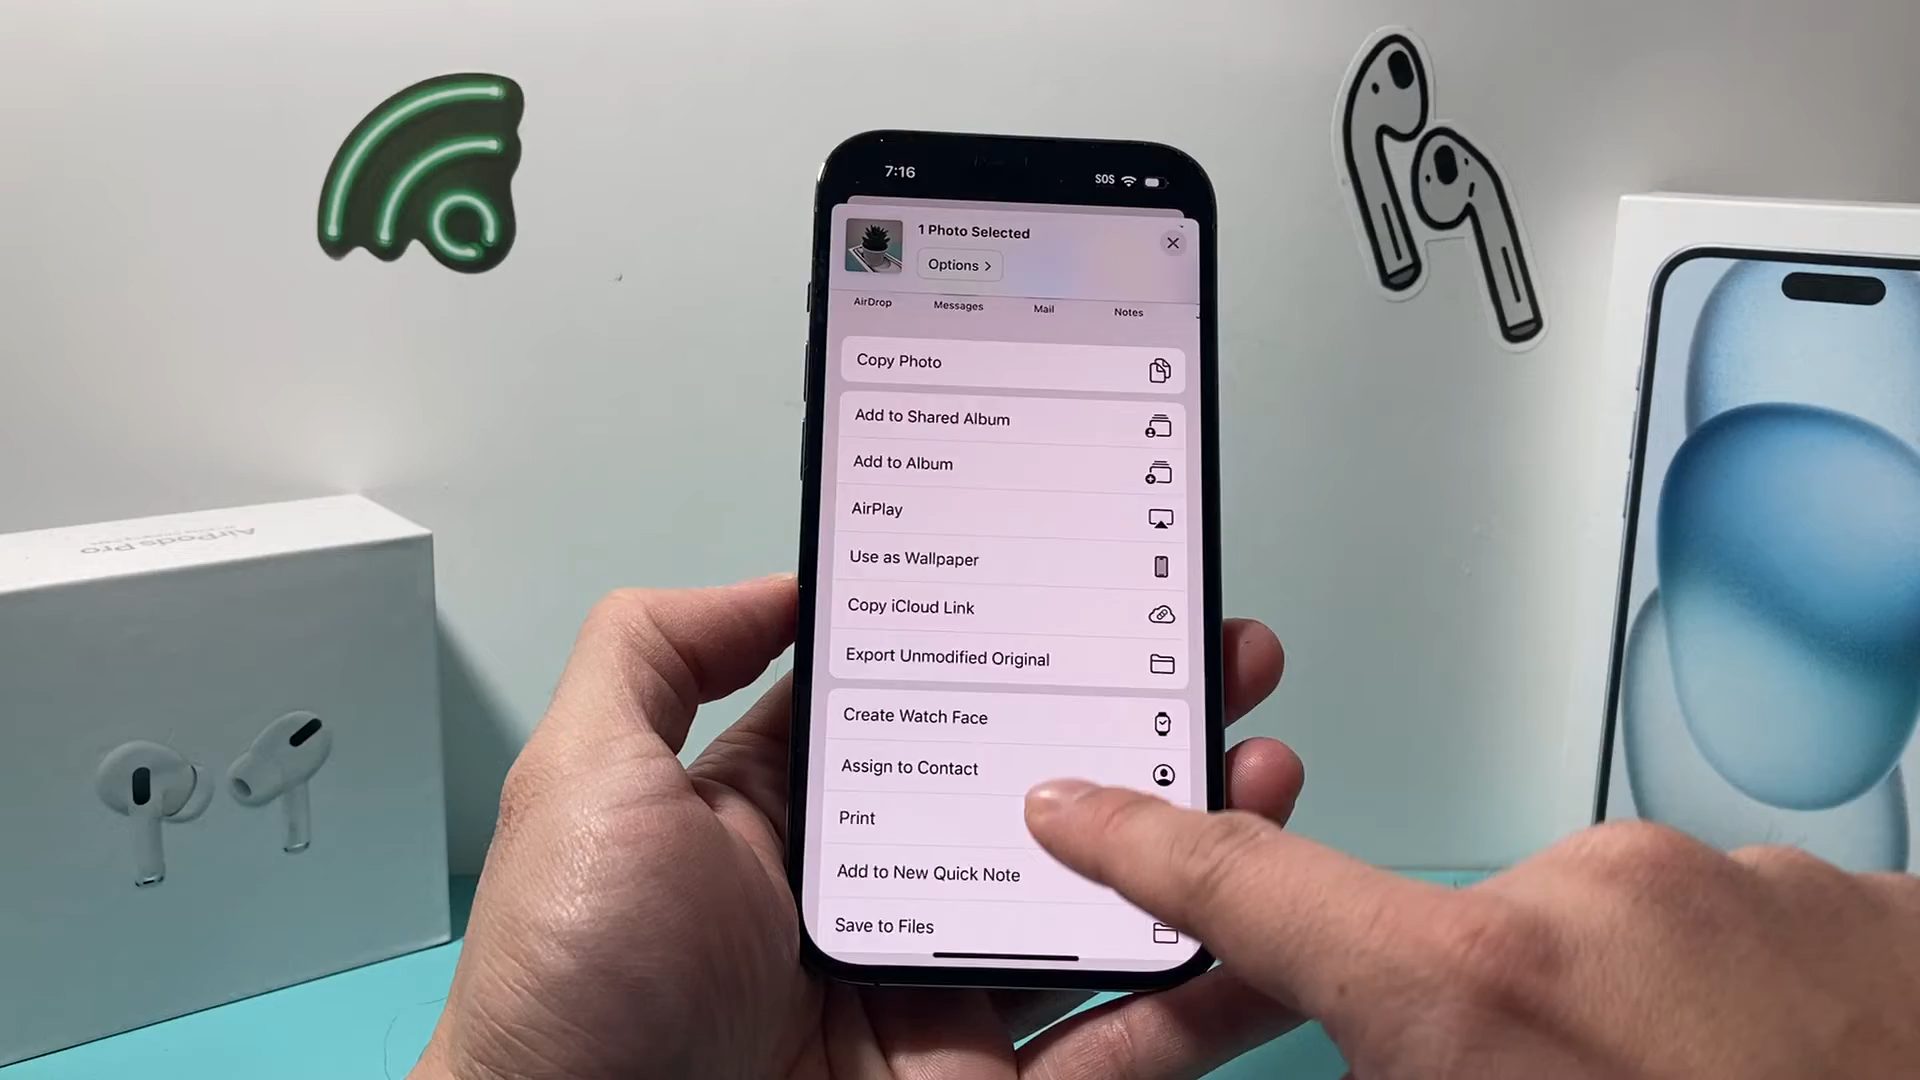 7:16
SOS
1 Photo Selected
Options >
AirDrop
Messages
Mail
Notes
Copy Photo
Add to Shared Album
Add to Album
AirPlay
Use as Wallpaper
Copy iCloud Link
Export Unmodified Original
Create Watch Face
Assign to Contact
Print
Add to New Quick Note
Save to Files
AirPods Pro